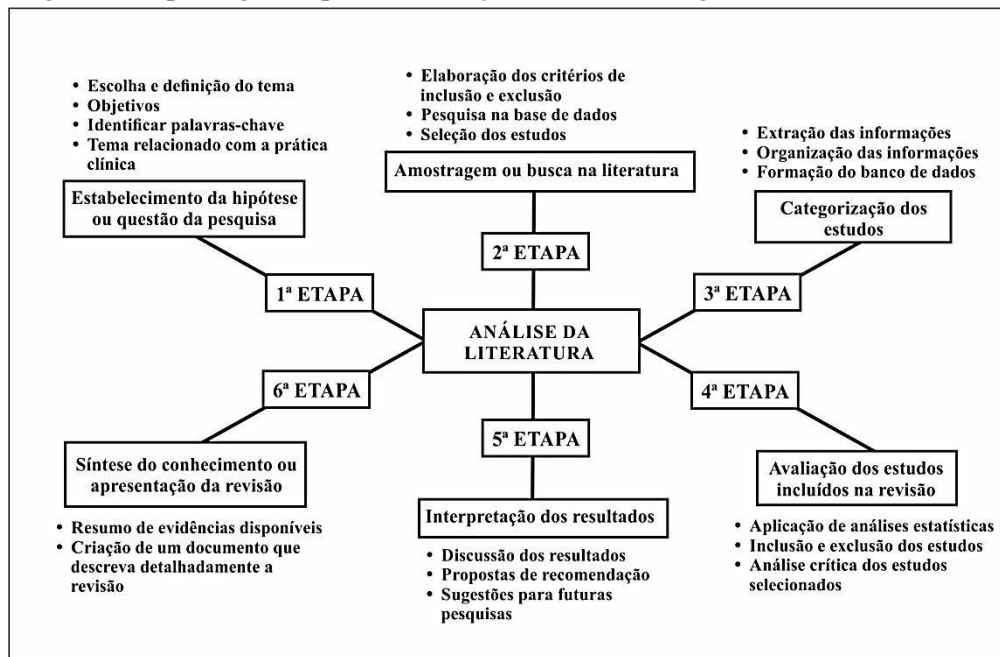 • Escolha e definição do tema
• Objetivos
• Identificar palavras-chave
• Tema relacionado com a prática
clínica
Estabelecimento da hipótese
ou questão da pesquisa
1ª ETAPA
• Elaboração dos critérios de
inclusão e exclusão
• Pesquisa na base de dados
• Seleção dos estudos
Amostragem ou busca na literatura
2ª ETAPA
• Extração das informações
• Organização das informações
• Formação do banco de dados
Categorização dos
estudos
3ª ETAPA
ANÁLISE DA
LITERATURA
4ª ETAPA
Avaliação dos estudos
incluídos na revisão
• Aplicação de análises estatísticas
• Inclusão e exclusão dos estudos
• Análise crítica dos estudos
selecionados
5ª ETAPA
Interpretação dos resultados
• Discussão dos resultados
• Propostas de recomendação
• Sugestões para futuras
pesquisas
6ª ETAPA
Síntese do conhecimento ou
apresentação da revisão
• Resumo de evidências disponíveis
• Criação de um documento que
descreva detalhadamente a
revisão